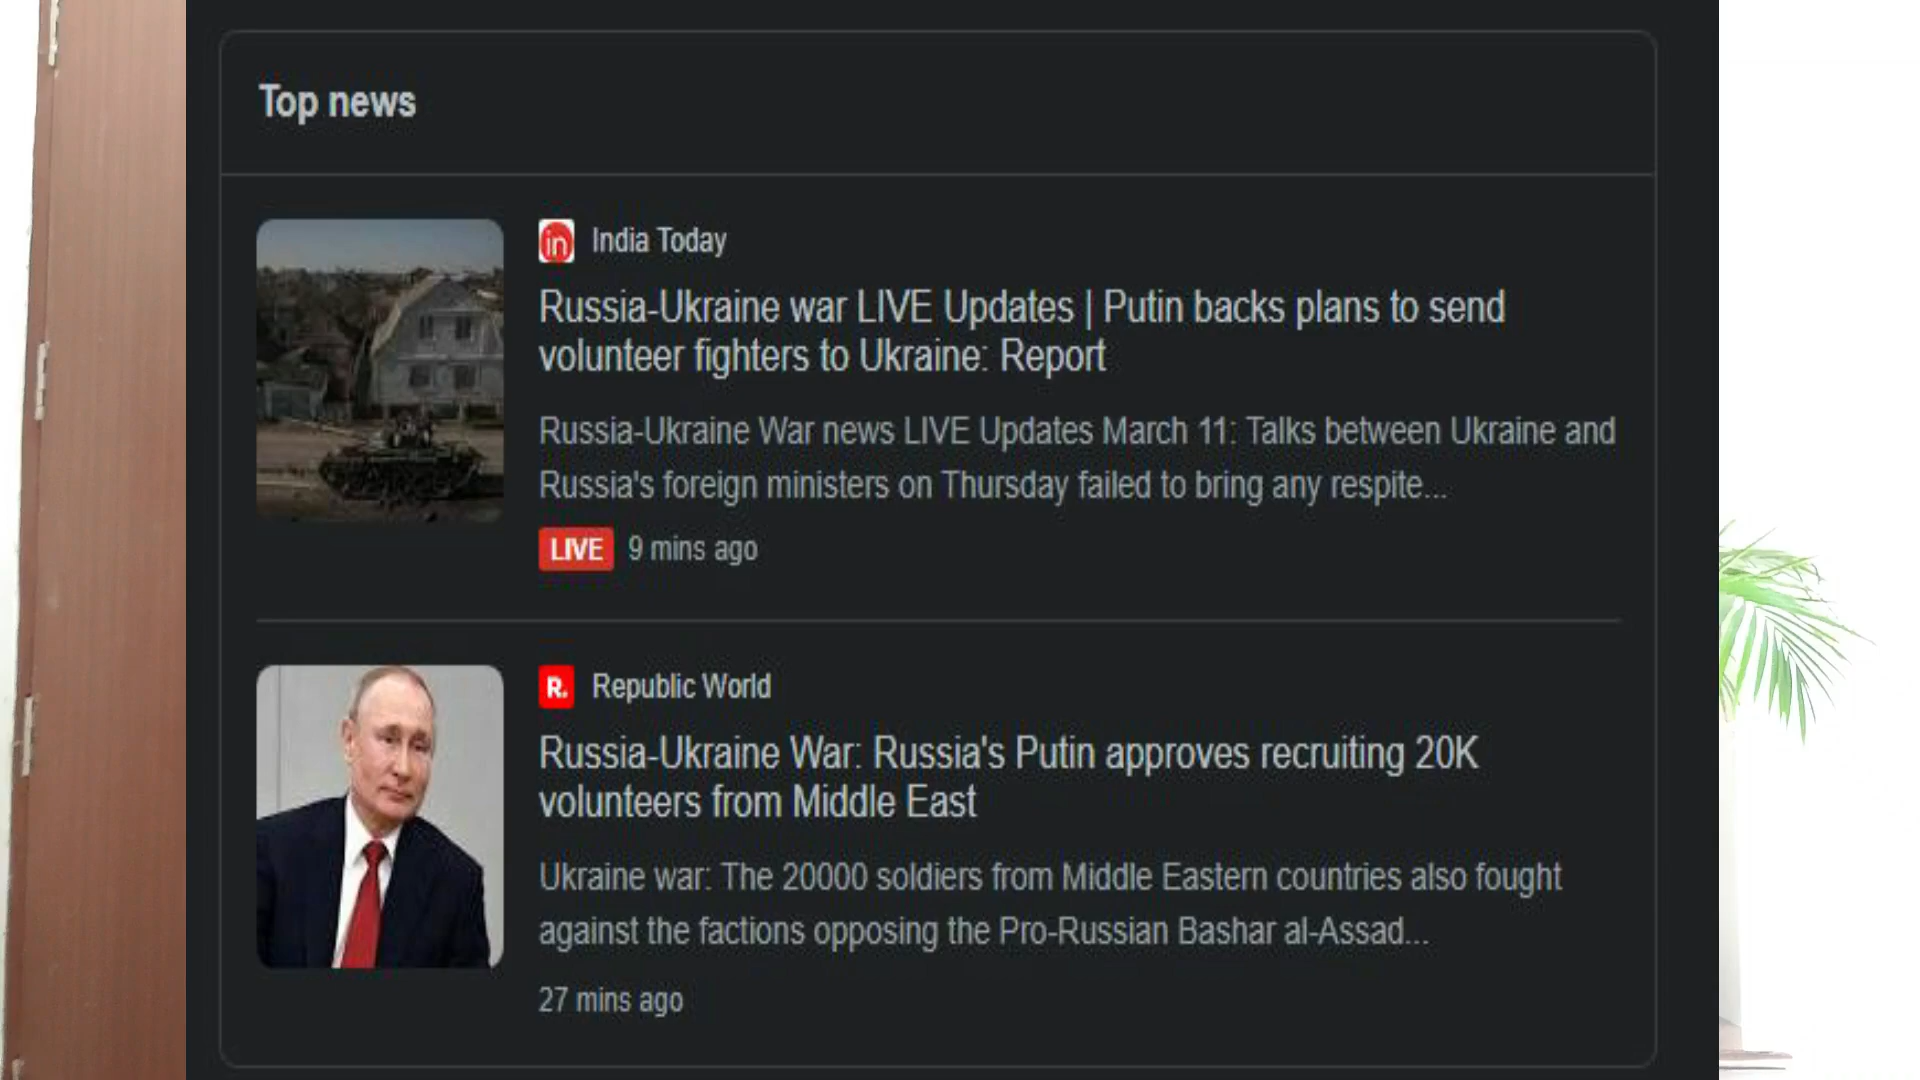 Top news
in India Today
Russia-Ukraine war LIVE Updates | Putin backs plans to send
volunteer fighters to Ukraine: Report
Russia-Ukraine War news LIVE Updates March 11: Talks between Ukraine and
Russia's foreign ministers on Thursday failed to bring any respite...
LIVE 9 mins ago
R. Republic World
Russia-Ukraine War: Russia's Putin approves recruiting 20K
volunteers from Middle East
Ukraine war: The 20000 soldiers from Middle Eastern countries also fought
against the factions opposing the Pro-Russian Bashar al-Assad...
27 mins ago